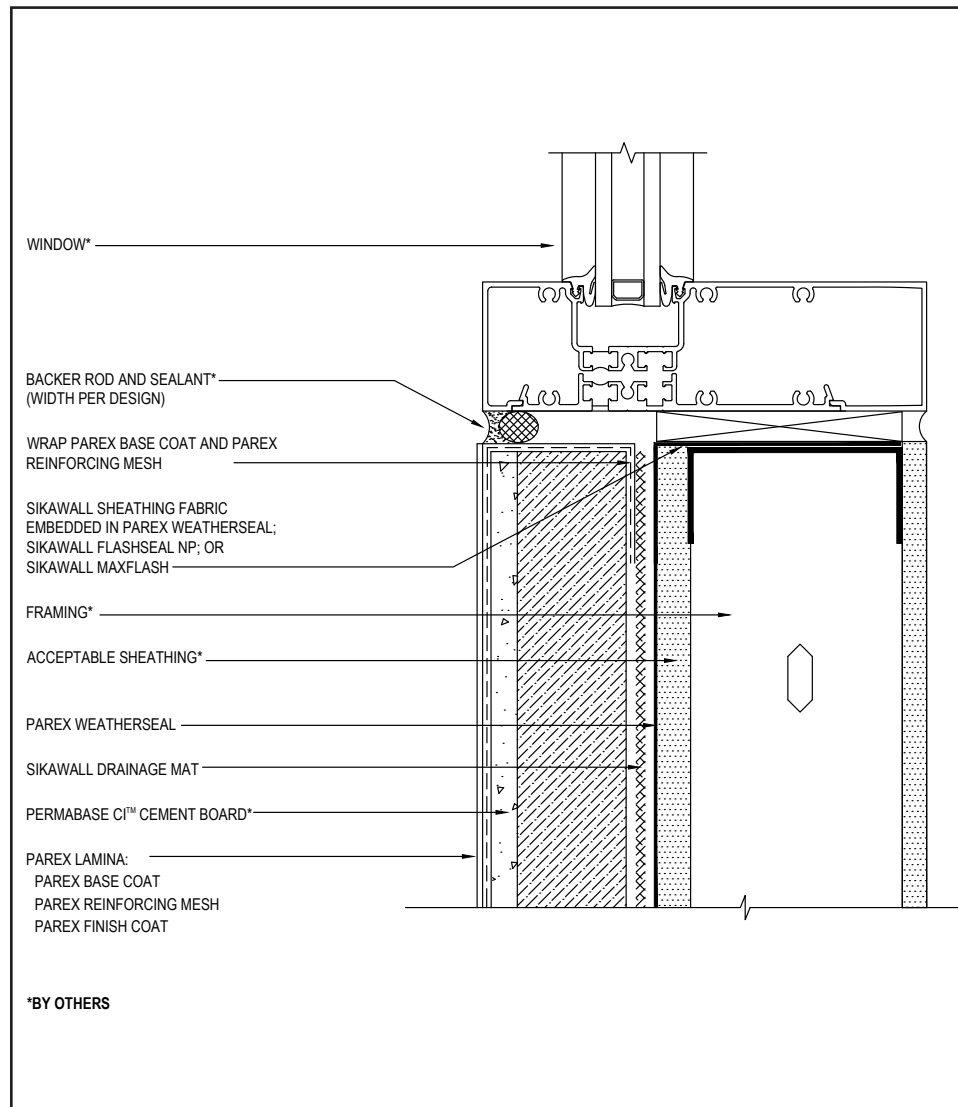 WINDOW*
BACKER ROD AND SEALANT*
(WIDTH PER DESIGN)
WRAP PAREX BASE COAT AND PAREX
REINFORCING MESH
SIKAWALL SHEATHING FABRIC
EMBEDDED IN PAREX WEATHERSEAL;
SIKAWALL FLASHSEAL NP; OR
SIKAWALL MAXFLASH
FRAMING*
ACCEPTABLE SHEATHING*
PAREX WEATHERSEAL
SIKAWALL DRAINAGE MAT
PERMABASE CI™ CEMENT BOARD*
PAREX LAMINA:
PAREX BASE COAT
PAREX REINFORCING MESH
PAREX FINISH COAT
*BY OTHERS